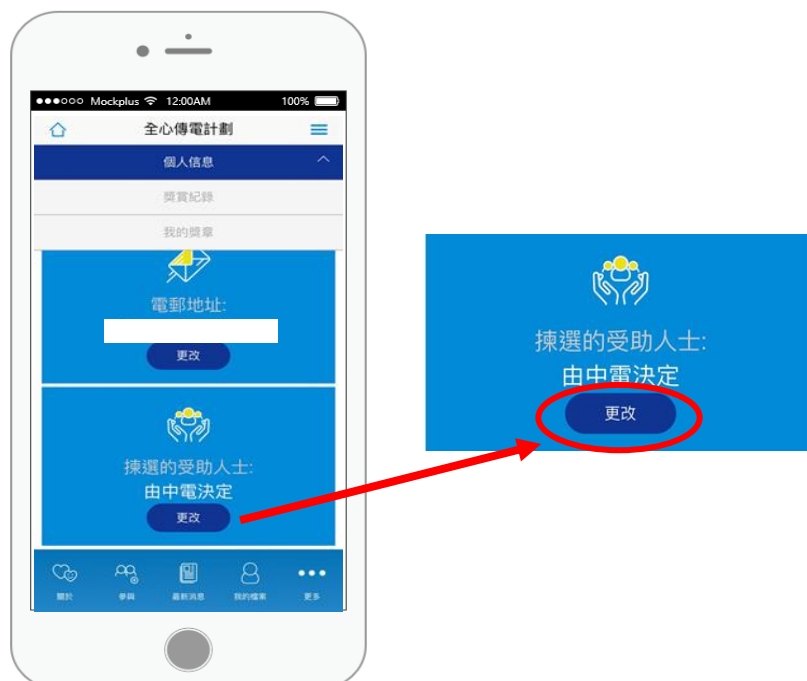 Mockplus 12:00AM 100%
全心傳電計劃
個人信息
獎賞紀錄
我的獎章
電郵地址:
更改
揀選的受助人士:
由中電決定
更改
關於 參與 最新消息 我的檔案 更多
揀選的受助人士:
由中電決定
更改